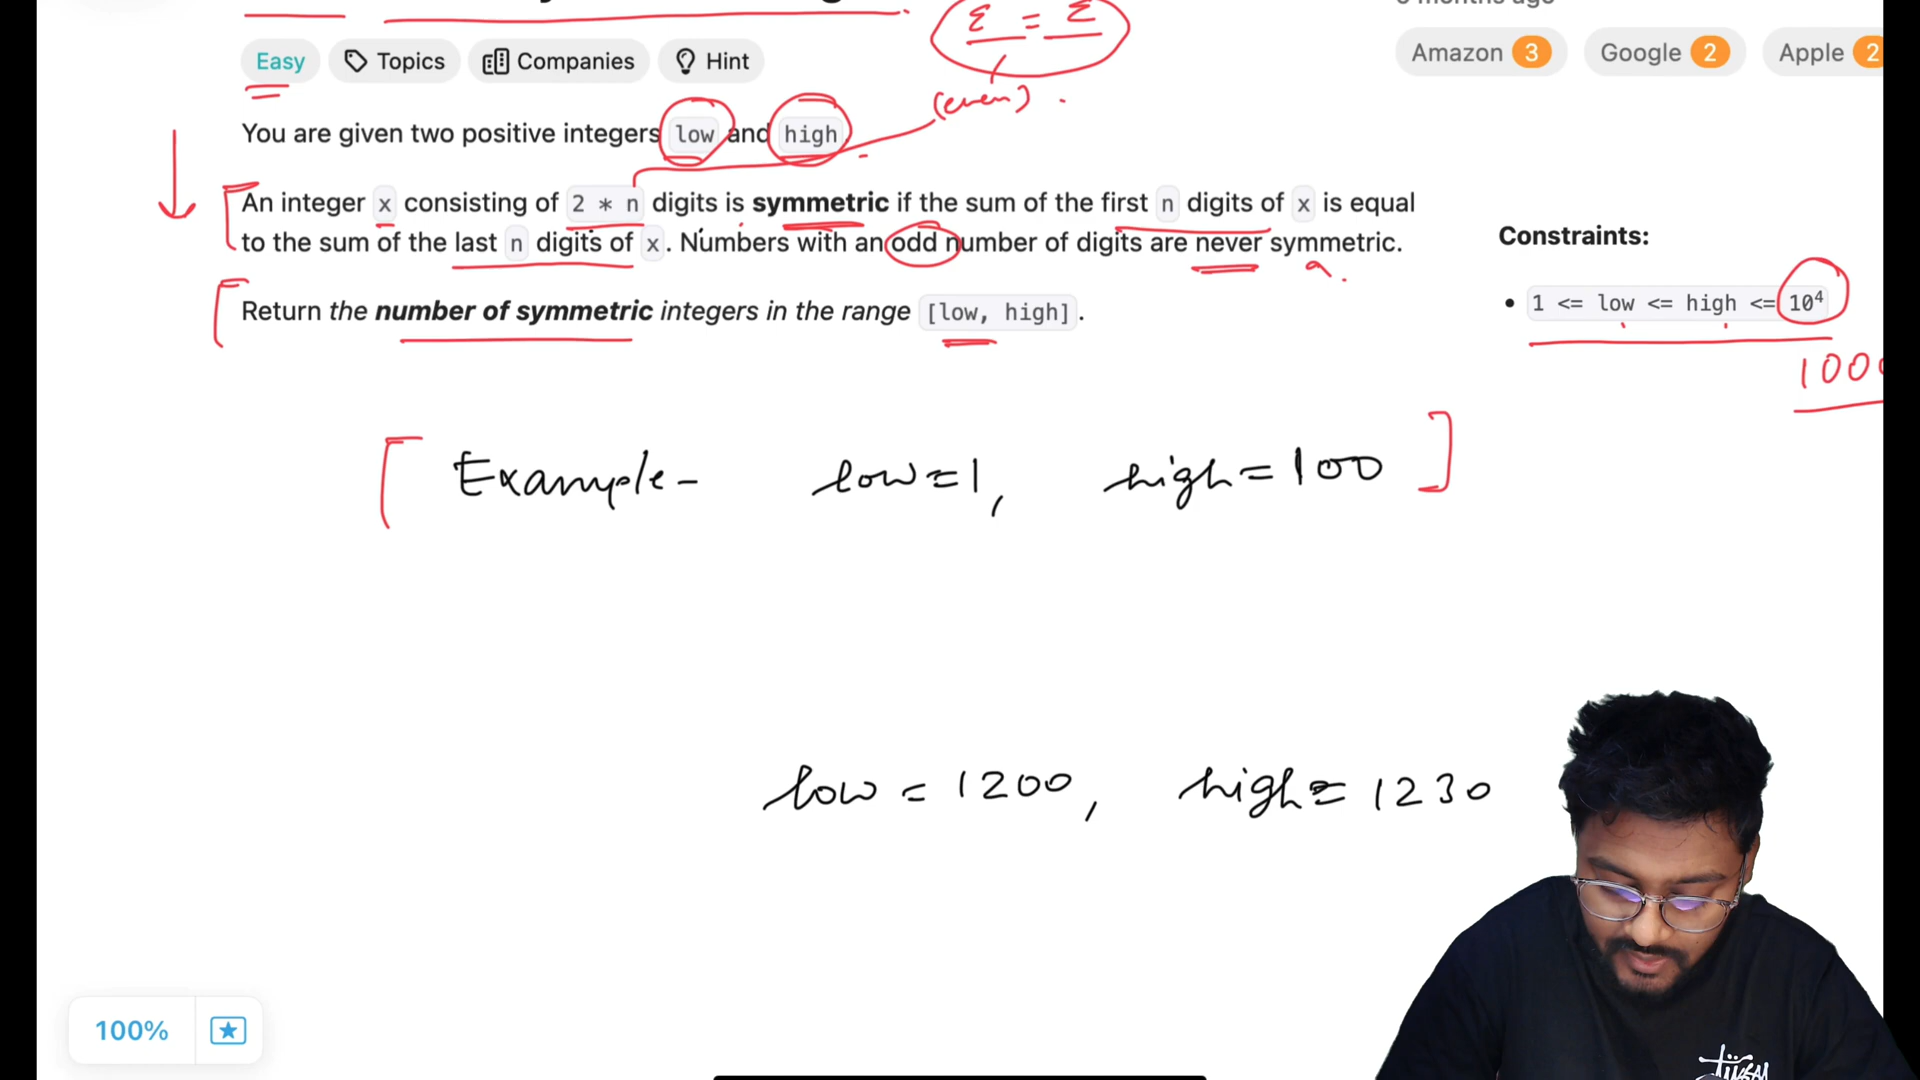 Easy Topics Companies Hint
Σ = Σ
(even).
Amazon 3 Google 2 Apple 2
You are given two positive integers low and high.
An integer x consisting of 2 * n digits is symmetric if the sum of the first n digits of x is equal
to the sum of the last n digits of x. Numbers with an odd number of digits are never symmetric.
Return the number of symmetric integers in the range [low, high].
Constraints:
• 1 <= low <= high <= 10⁴
1000
Example- low=1, high=100
low = 1200, high= 1230
100%